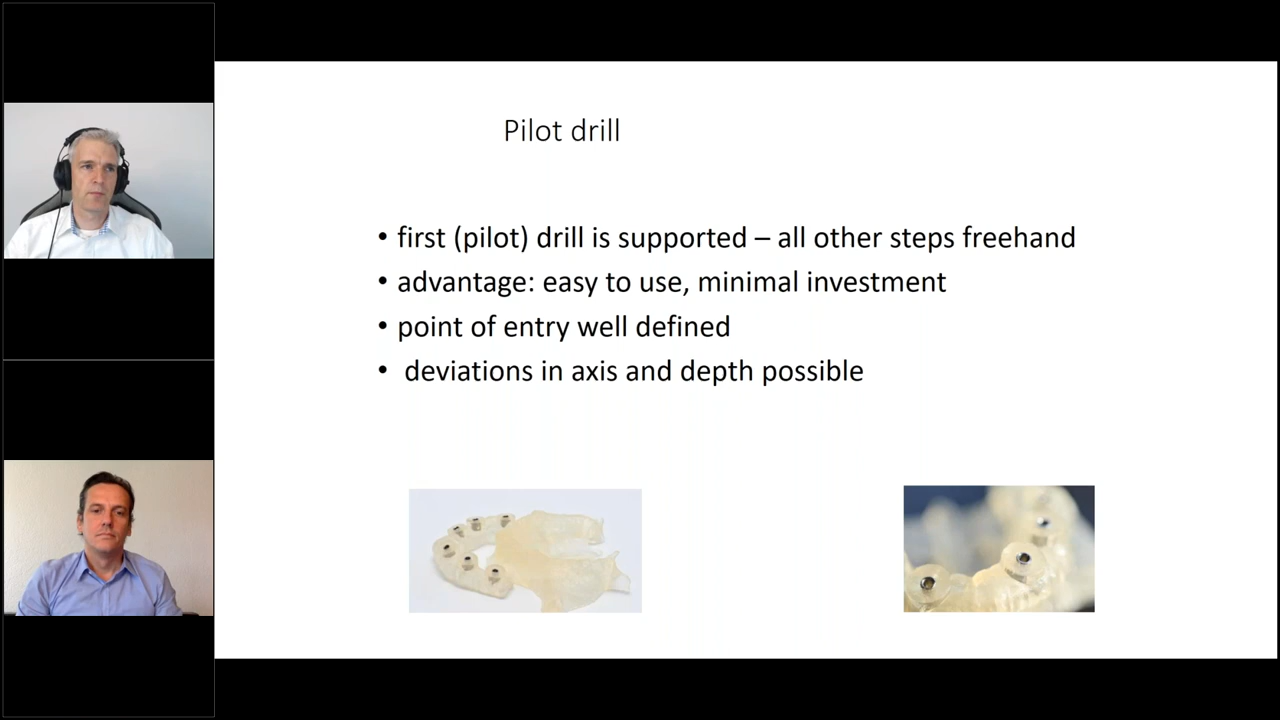 Pilot drill
• first (pilot) drill is supported – all other steps freehand
• advantage: easy to use, minimal investment
• point of entry well defined
• deviations in axis and depth possible